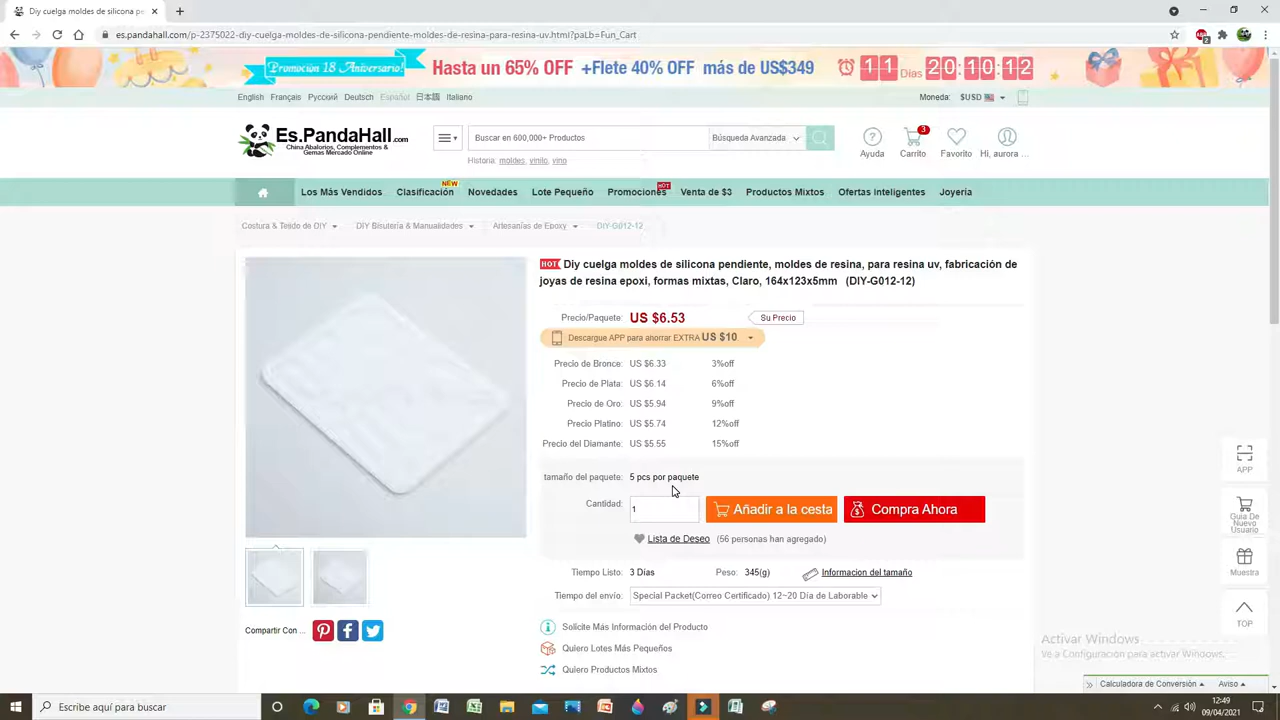 Diy cuelga moldes de silicona pe
es.pandahall.com/p-2375022-diy-cuelga-moldes-de-silicona-pendiente-moldes-de-resina-para-resina-uv.html?paLb=Fun_Cart
Promoción 18 Aniversario! Hasta un 65% OFF +Flete 40% OFF más de US$349 11 Días 20:10:12
English Français Русский Deutsch Español 日本語 Italiano Moneda: $USD
Es.PandaHall.com
China Abalorios, Complementos & Gemas Mercado Online
Buscar en 600,000+ Productos Búsqueda Avanzada
3
Ayuda Carrito Favorito Hi, aurora ...
Historia: moldes, vinilo, vino
NEW HOT
Los Más Vendidos Clasificación Novedades Lote Pequeño Promociones Venta de $3 Productos Mixtos Ofertas Inteligentes Joyería
Costura & Tejido de DIY DIY Bisutería & Manualidades Artesanías de Epoxy DIY-G012-12
HOT Diy cuelga moldes de silicona pendiente, moldes de resina, para resina uv, fabricación de
joyas de resina epoxi, formas mixtas, Claro, 164x123x5mm (DIY-G012-12)
Precio/Paquete: US $6.53 Su Precio
Descargue APP para ahorrar EXTRA US $10
Precio de Bronce: US $6.33 3%off
Precio de Plata: US $6.14 6%off
Precio de Oro: US $5.94 9%off
Precio Platino: US $5.74 12%off
Precio del Diamante: US $5.55 15%off
tamaño del paquete: 5 pcs por paquete
Cantidad: 1 Añadir a la cesta Compra Ahora
Lista de Deseo (56 personas han agregado)
Tiempo Listo: 3 Días Peso: 345(g) Informacion del tamaño
Tiempo del envío: Special Packet(Correo Certificado) 12~20 Día de Laborable
Compartir Con ...
Solicite Más Información del Producto
Quiero Lotes Más Pequeños
Quiero Productos Mixtos
APP
Guia De
Nuevo
Usuario
Muestra
TOP
Activar Windows
Ve a Configuración para activar Windows.
Calculadora de Conversión Aviso
Escribe aquí para buscar
12:49
09/04/2021